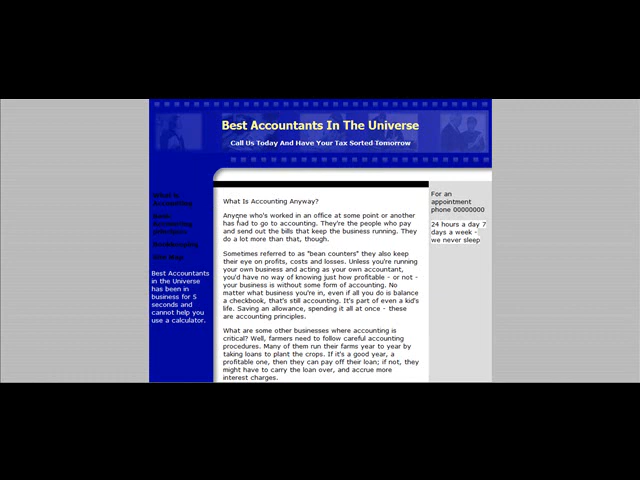 Best Accountants In The Universe
Call Us Today And Have Your Tax Sorted Tomorrow
What Is Accounting
Basic Accounting
Bookkeeping
Site Map
Best Accountants
in the Universe
has been in
business for 5
seconds and
cannot help you
use a calculator.
What Is Accounting Anyway?
Anyone who's worked in an office at some point or another
has had to go to accounting. They're the people who pay
and send out the bills that keep the business running. They
do a lot more than that, though.
Sometimes referred to as "bean counters" they also keep
their eye on profits, costs and losses. Unless you're running
your own business and acting as your own accountant,
you'd have no way of knowing just how profitable - or not -
your business is without some form of accounting. No
matter what business you're in, even if all you do is balance
a checkbook, that's still accounting. It's part of even a kid's
life. Saving an allowance, spending it all at once - these
are accounting principles.
What are some other businesses where accounting is
critical? Well, farmers need to follow careful accounting
procedures. Many of them run their farms year to year by
taking loans to plant the crops. If it's a good year, a
profitable one, then they can pay off their loan; if not, they
might have to carry the loan over, and accrue more
interest charges.
For an
appointment
phone 00000000
24 hours a day 7
days a week -
we never sleep